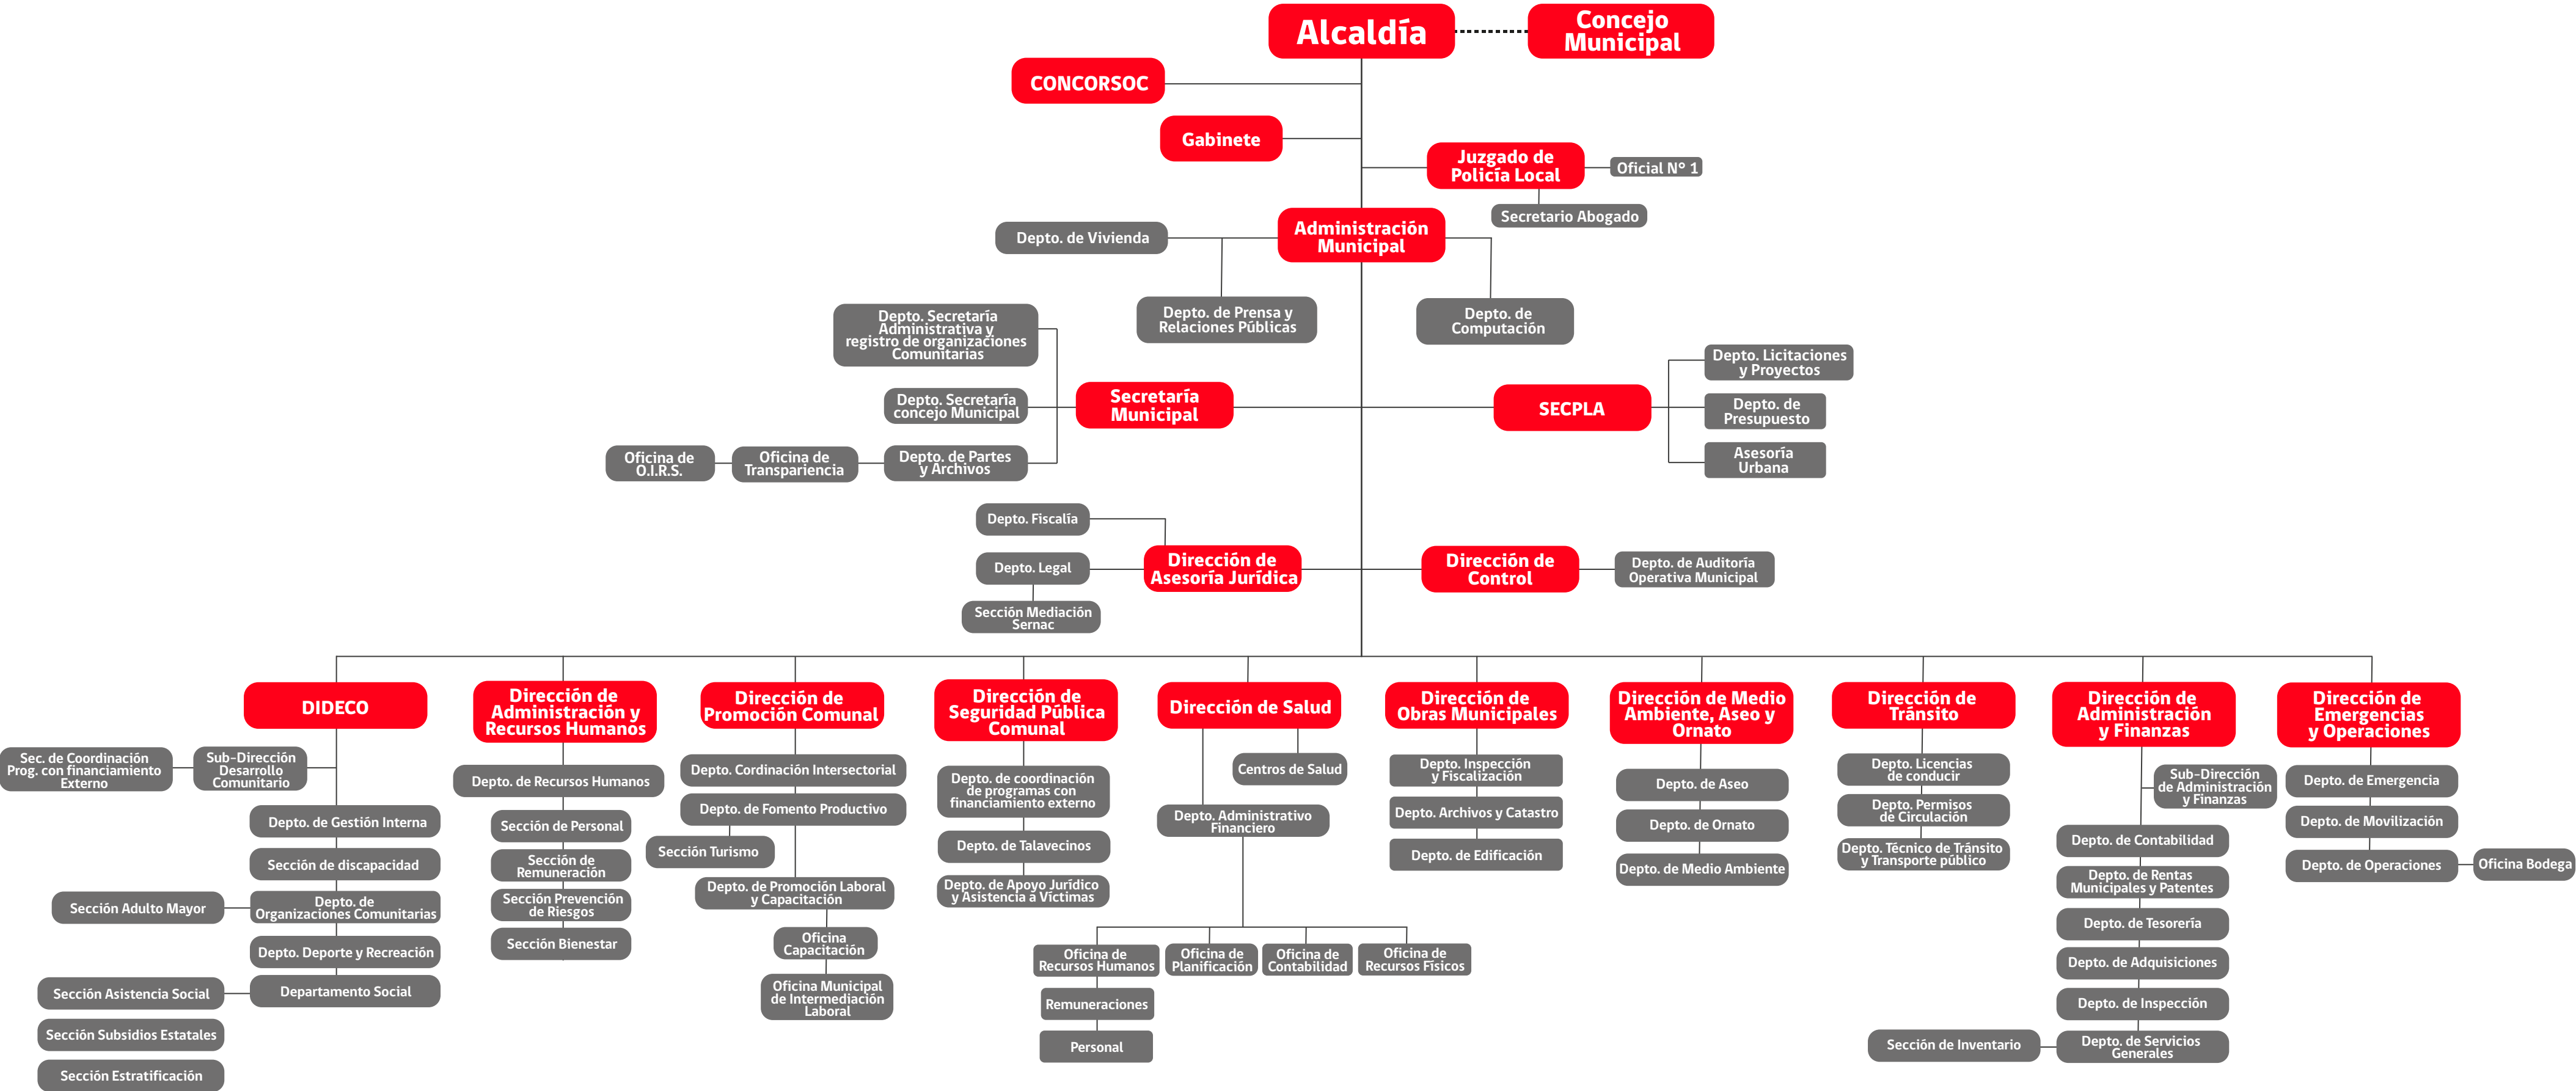 Alcaldía
Concejo
Municipal
CONCORSOC
Gabinete
Juzgado de
Policía Local
Oficial N° 1
Secretario Abogado
Administración
Municipal
Depto. de Vivienda
Depto. de Prensa y
Relaciones Públicas
Depto. de
Computación
Depto. Secretaría
Administrativa y
registro de organizaciones
Comunitarias
Depto. Secretaría
concejo Municipal
Secretaría
Municipal
Oficina de
O.I.R.S.
Oficina de
Transpariencia
Depto. de Partes
y Archivos
SECPLA
Depto. Licitaciones
y Proyectos
Depto. de
Presupuesto
Asesoría
Urbana
Depto. Fiscalía
Depto. Legal
Sección Mediación
Sernac
Dirección de
Asesoría Jurídica
Dirección de
Control
Depto. de Auditoría
Operativa Municipal
DIDECO
Sec. de Coordinación
Prog. con financiamiento
Externo
Sub-Dirección
Desarrollo
Comunitario
Depto. de Gestión Interna
Sección de discapacidad
Sección Adulto Mayor
Depto. de
Organizaciones Comunitarias
Depto. Deporte y Recreación
Sección Asistencia Social
Departamento Social
Sección Subsidios Estatales
Sección Estratificación
Dirección de
Administración y
Recursos Humanos
Depto. de Recursos Humanos
Sección de Personal
Sección de
Remuneración
Sección Prevención
de Riesgos
Sección Bienestar
Dirección de
Promoción Comunal
Depto. Cordinación Intersectorial
Depto. de Fomento Productivo
Sección Turismo
Depto. de Promoción Laboral
y Capacitación
Oficina
Capacitación
Oficina Municipal
de Intermediación
Laboral
Dirección de
Seguridad Pública
Comunal
Depto. de coordinación
de programas con
financiamiento externo
Depto. de Talavecinos
Depto. de Apoyo Jurídico
y Asistencia a Víctimas
Dirección de Salud
Centros de Salud
Depto. Administrativo
Financiero
Oficina de
Recursos Humanos
Remuneraciones
Personal
Oficina de
Planificación
Oficina de
Contabilidad
Oficina de
Recursos Físicos
Dirección de
Obras Municipales
Depto. Inspección
y Fiscalización
Depto. Archivos y Catastro
Depto. de Edificación
Dirección de Medio
Ambiente, Aseo y
Ornato
Depto. de Aseo
Depto. de Ornato
Depto. de Medio Ambiente
Dirección de
Tránsito
Depto. Licencias
de conducir
Depto. Permisos
de Circulación
Depto. Técnico de Tránsito
y Transporte público
Dirección de
Administración
y Finanzas
Sub-Dirección
de Administración
y Finanzas
Depto. de Contabilidad
Depto. de Rentas
Municipales y Patentes
Depto. de Tesorería
Depto. de Adquisiciones
Depto. de Inspección
Sección de Inventario
Depto. de Servicios
Generales
Dirección de
Emergencias
y Operaciones
Depto. de Emergencia
Depto. de Movilización
Depto. de Operaciones
Oficina Bodega